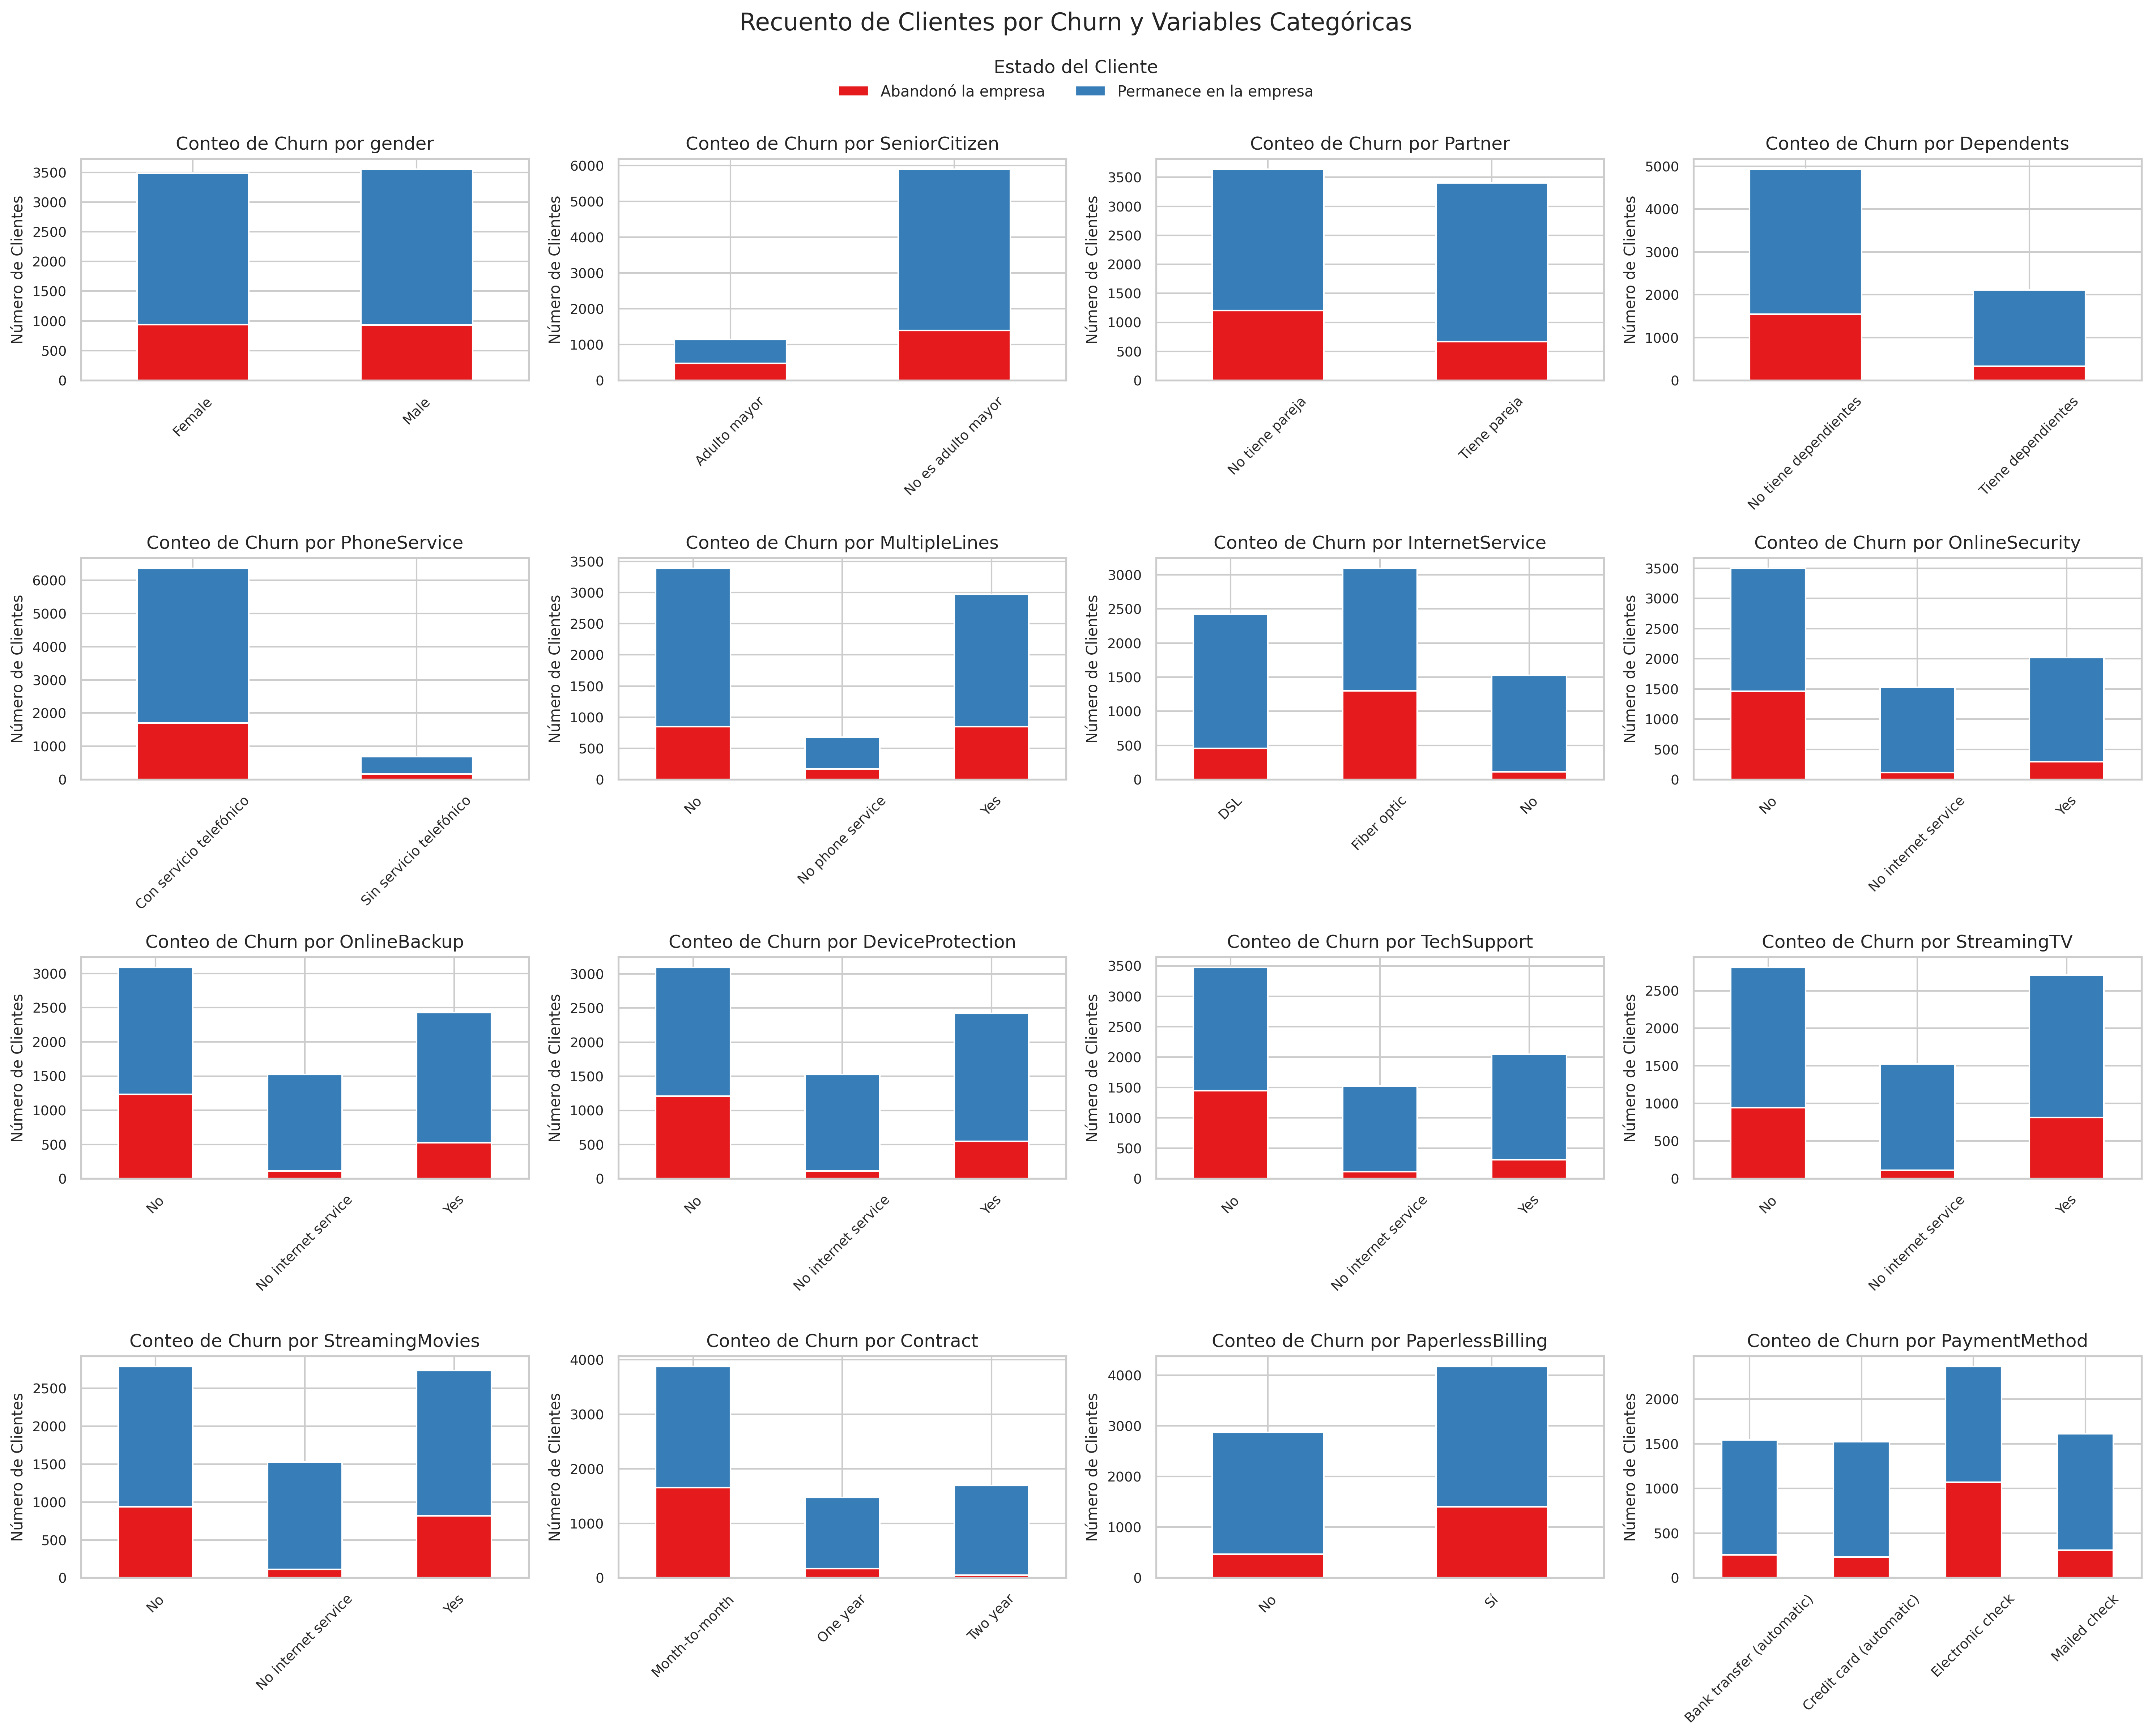 Recuento de Clientes por Churn y Variables Categóricas
Estado del Cliente
Abandonó la empresa
Permanece en la empresa
Conteo de Churn por gender
Número de Clientes
3500
3000
2500
2000
1500
1000
500
0
Female
Male
Conteo de Churn por SeniorCitizen
Número de Clientes
6000
5000
4000
3000
2000
1000
0
Adulto mayor
No es adulto mayor
Conteo de Churn por Partner
Número de Clientes
3500
3000
2500
2000
1500
1000
500
0
No tiene pareja
Tiene pareja
Conteo de Churn por Dependents
Número de Clientes
5000
4000
3000
2000
1000
0
No tiene dependientes
Tiene dependientes
Conteo de Churn por PhoneService
Número de Clientes
6000
5000
4000
3000
2000
1000
0
Con servicio telefónico
Sin servicio telefónico
Conteo de Churn por MultipleLines
Número de Clientes
3500
3000
2500
2000
1500
1000
500
0
No
No phone service
Yes
Conteo de Churn por InternetService
Número de Clientes
3000
2500
2000
1500
1000
500
0
DSL
Fiber optic
No
Conteo de Churn por OnlineSecurity
Número de Clientes
3500
3000
2500
2000
1500
1000
500
0
No
No internet service
Yes
Conteo de Churn por OnlineBackup
Número de Clientes
3000
2500
2000
1500
1000
500
0
No
No internet service
Yes
Conteo de Churn por DeviceProtection
Número de Clientes
3000
2500
2000
1500
1000
500
0
No
No internet service
Yes
Conteo de Churn por TechSupport
Número de Clientes
3500
3000
2500
2000
1500
1000
500
0
No
No internet service
Yes
Conteo de Churn por StreamingTV
Número de Clientes
2500
2000
1500
1000
500
0
No
No internet service
Yes
Conteo de Churn por StreamingMovies
Número de Clientes
2500
2000
1500
1000
500
0
No
No internet service
Yes
Conteo de Churn por Contract
Número de Clientes
4000
3000
2000
1000
0
Month-to-month
One year
Two year
Conteo de Churn por PaperlessBilling
Número de Clientes
4000
3000
2000
1000
0
No
Sí
Conteo de Churn por PaymentMethod
Número de Clientes
2000
1500
1000
500
0
Bank transfer (automatic)
Credit card (automatic)
Electronic check
Mailed check